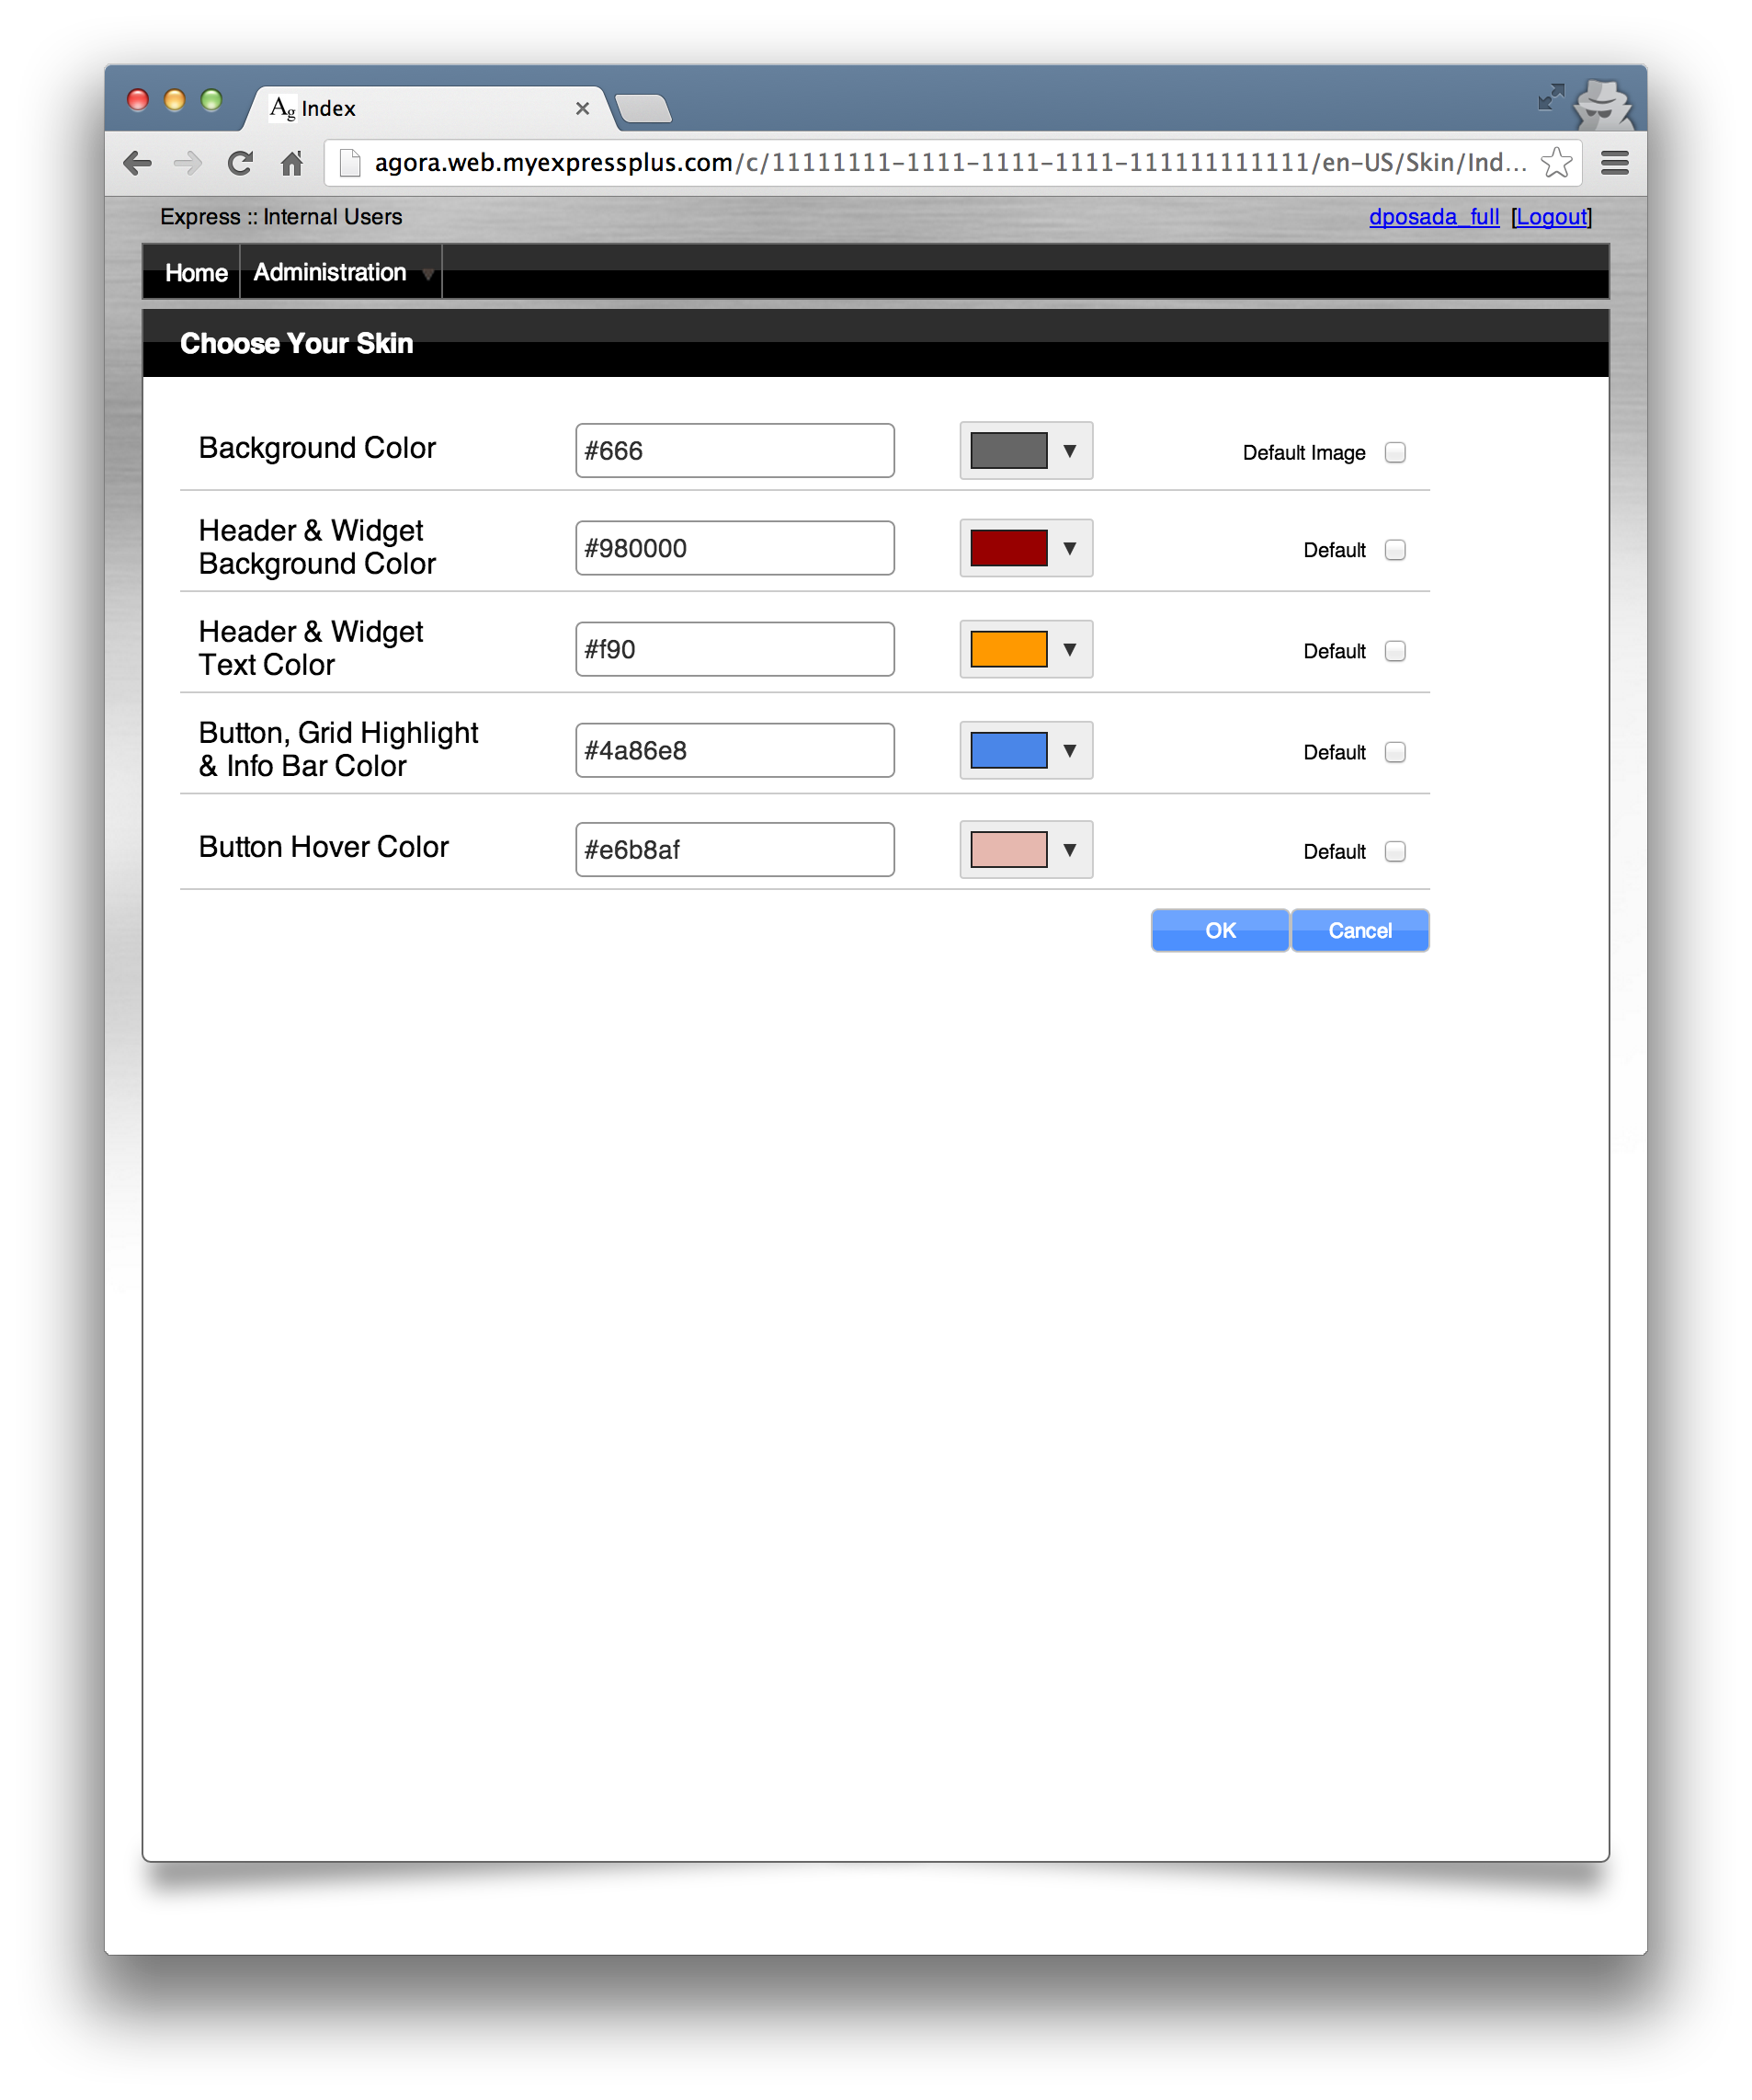 Ag Index
agora.web.myexpressplus.com/c/11111111-1111-1111-1111-111111111111/en-US/Skin/Ind...
Express :: Internal Users
dposada_full [Logout]
Home Administration
Choose Your Skin
Background Color #666 Default Image
Header & Widget
Background Color #980000 Default
Header & Widget
Text Color #f90 Default
Button, Grid Highlight
& Info Bar Color #4a86e8 Default
Button Hover Color #e6b8af Default
OK Cancel